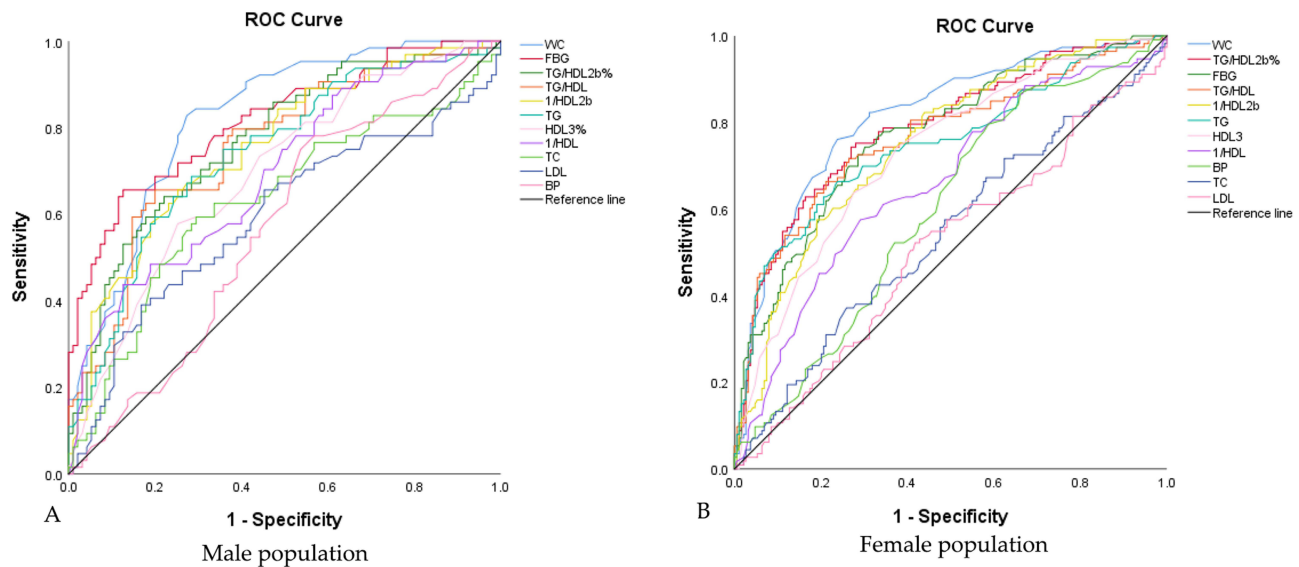 ROC Curve
Sensitivity
1.0
0.8
0.6
0.4
0.2
0.0
0.0 0.2 0.4 0.6 0.8 1.0
1 - Specificity
WC
FBG
TG/HDL2b%
TG/HDL
1/HDL2b
TG
HDL3%
1/HDL
TC
LDL
BP
Reference line
A
Male population
ROC Curve
Sensitivity
1.0
0.8
0.6
0.4
0.2
0.0
0.0 0.2 0.4 0.6 0.8 1.0
1 - Specificity
WC
TG/HDL2b%
FBG
TG/HDL
1/HDL2b
TG
HDL3
1/HDL
BP
TC
LDL
Reference line
B
Female population